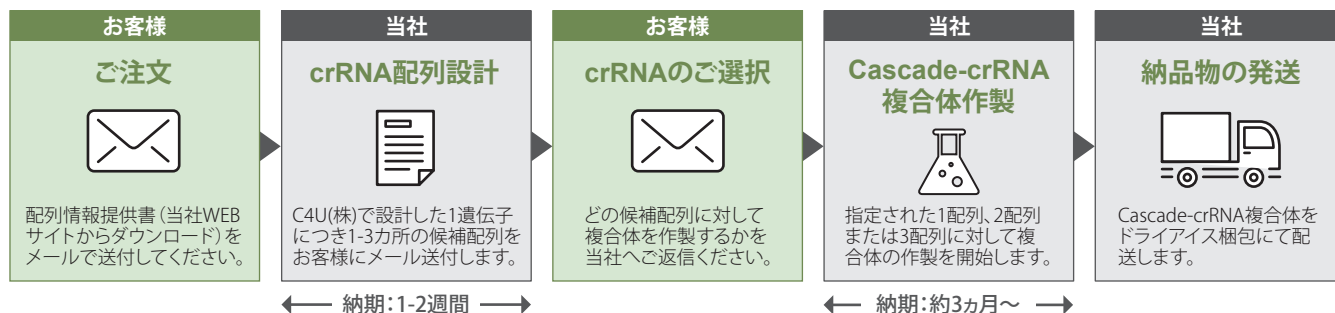 お客様
ご注文
配列情報提供書(当社WEB
サイトからダウンロード)を
メールで送付してください。
当社
crRNA配列設計
C4U(株)で設計した1遺伝子
につき1-3カ所の候補配列を
お客様にメール送付します。
納期:1-2週間
お客様
crRNAのご選択
どの候補配列に対して
複合体を作製するかを
当社へご返信ください。
当社
Cascade-crRNA
複合体作製
指定された1配列、2配列
または3配列に対して複
合体の作製を開始します。
納期:約3ヵ月〜
当社
納品物の発送
Cascade-crRNA複合体を
ドライアイス梱包にて配
送します。